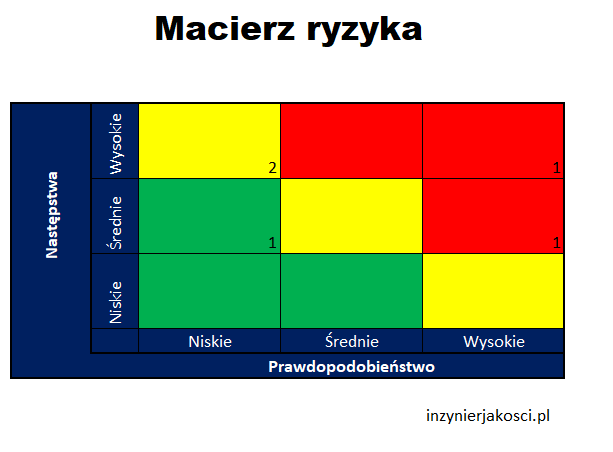 Macierz ryzyka
Następstwa
Wysokie
2
1
Średnie
1
1
Niskie
Niskie Średnie Wysokie
Prawdopodobieństwo
inzynierjakosci.pl